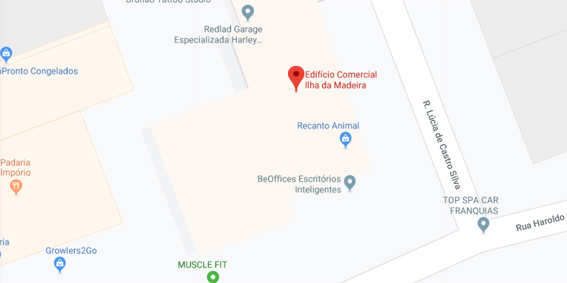 Brunão Tattoo Studio
Redlad Garage
Especializada Harley...
iPronto Congelados
Edifício Comercial
Ilha da Madeira
R. Lúcia de Castro Silva
Recanto Animal
Padaria
Império
BeOffices Escritórios
Inteligentes
TOP SPA CAR
FRANQUIAS
Rua Haroldo
ria
Growlers2Go
MUSCLE FIT